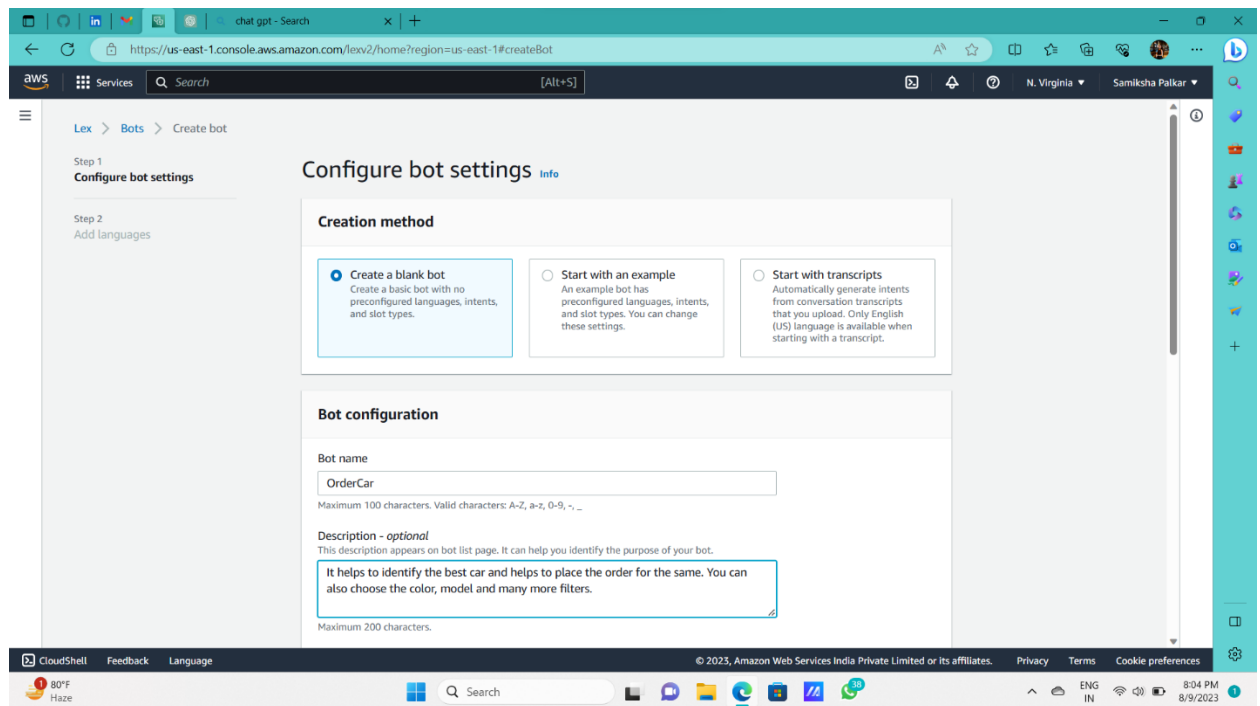 chat gpt - Search
https://us-east-1.console.aws.amazon.com/lexv2/home?region=us-east-1#createBot
aws Services Search [Alt+S] N. Virginia Samiksha Palkar
Lex > Bots > Create bot
Step 1
Configure bot settings
Step 2
Add languages
Configure bot settings Info
Creation method
Create a blank bot
Create a basic bot with no
preconfigured languages, intents,
and slot types.
Start with an example
An example bot has
preconfigured languages, intents,
and slot types. You can change
these settings.
Start with transcripts
Automatically generate intents
from conversation transcripts
that you upload. Only English
(US) language is available when
starting with a transcript.
Bot configuration
Bot name
OrderCar
Maximum 100 characters. Valid characters: A-Z, a-z, 0-9, -, _
Description - optional
This description appears on bot list page. It can help you identify the purpose of your bot.
It helps to identify the best car and helps to place the order for the same. You can
also choose the color, model and many more filters.
Maximum 200 characters.
CloudShell Feedback Language © 2023, Amazon Web Services India Private Limited or its affiliates. Privacy Terms Cookie preferences
1 80°F
Haze
Search
38
ENG
IN
8:04 PM
8/9/2023
1